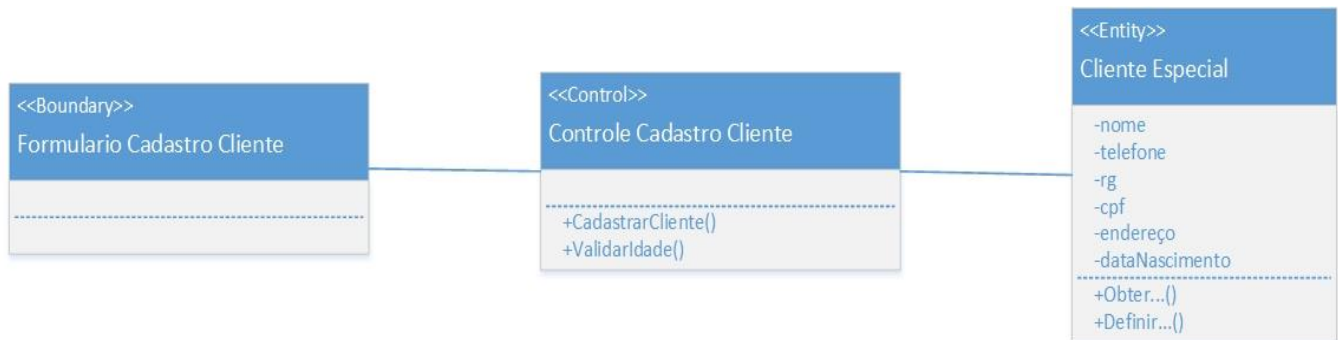 <<Boundary>>
Formulario Cadastro Cliente
<<Control>>
Controle Cadastro Cliente
+CadastrarCliente()
+ValidarIdade()
<<Entity>>
Cliente Especial
-nome
-telefone
-rg
-cpf
-endereço
-dataNascimento
+Obter...()
+Definir...()